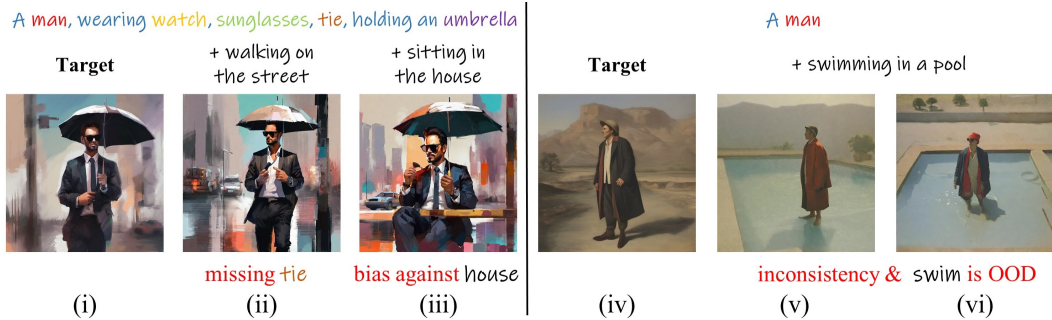 A man, wearing watch, sunglasses, tie, holding an umbrella
Target
+ walking on
the street
+ sitting in
the house
missing tie
bias against house
(i)
(ii)
(iii)
A man
Target
+ swimming in a pool
inconsistency & swim is OOD
(iv)
(v)
(vi)